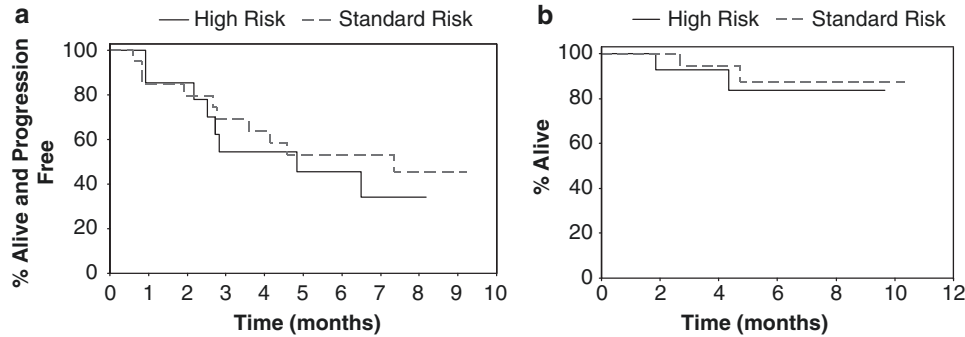 a
High Risk
Standard Risk
% Alive and Progression
Free
100
80
60
40
20
0
0 1 2 3 4 5 6 7 8 9 10
Time (months)
b
High Risk
Standard Risk
% Alive
100
80
60
40
20
0
0 2 4 6 8 10 12
Time (months)